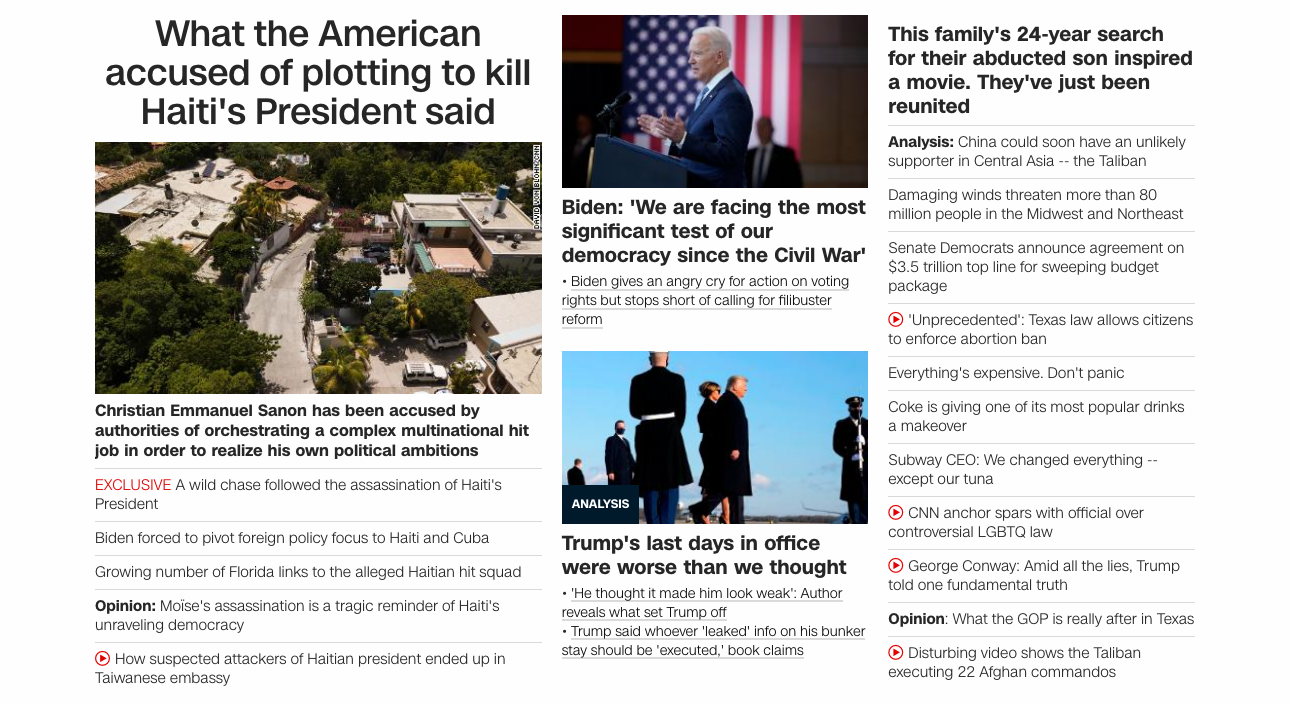 What the American
accused of plotting to kill
Haiti's President said
DAVID VON BLOHN/CNN
Christian Emmanuel Sanon has been accused by
authorities of orchestrating a complex multinational hit
job in order to realize his own political ambitions
EXCLUSIVE A wild chase followed the assassination of Haiti's
President
Biden forced to pivot foreign policy focus to Haiti and Cuba
Growing number of Florida links to the alleged Haitian hit squad
Opinion: Moïse's assassination is a tragic reminder of Haiti's
unraveling democracy
How suspected attackers of Haitian president ended up in
Taiwanese embassy
Biden: 'We are facing the most
significant test of our
democracy since the Civil War'
• Biden gives an angry cry for action on voting
rights but stops short of calling for filibuster
reform
ANALYSIS
Trump's last days in office
were worse than we thought
• 'He thought it made him look weak': Author
reveals what set Trump off
• Trump said whoever 'leaked' info on his bunker
stay should be 'executed,' book claims
This family's 24-year search
for their abducted son inspired
a movie. They've just been
reunited
Analysis: China could soon have an unlikely
supporter in Central Asia -- the Taliban
Damaging winds threaten more than 80
million people in the Midwest and Northeast
Senate Democrats announce agreement on
$3.5 trillion top line for sweeping budget
package
'Unprecedented': Texas law allows citizens
to enforce abortion ban
Everything's expensive. Don't panic
Coke is giving one of its most popular drinks
a makeover
Subway CEO: We changed everything --
except our tuna
CNN anchor spars with official over
controversial LGBTQ law
George Conway: Amid all the lies, Trump
told one fundamental truth
Opinion: What the GOP is really after in Texas
Disturbing video shows the Taliban
executing 22 Afghan commandos